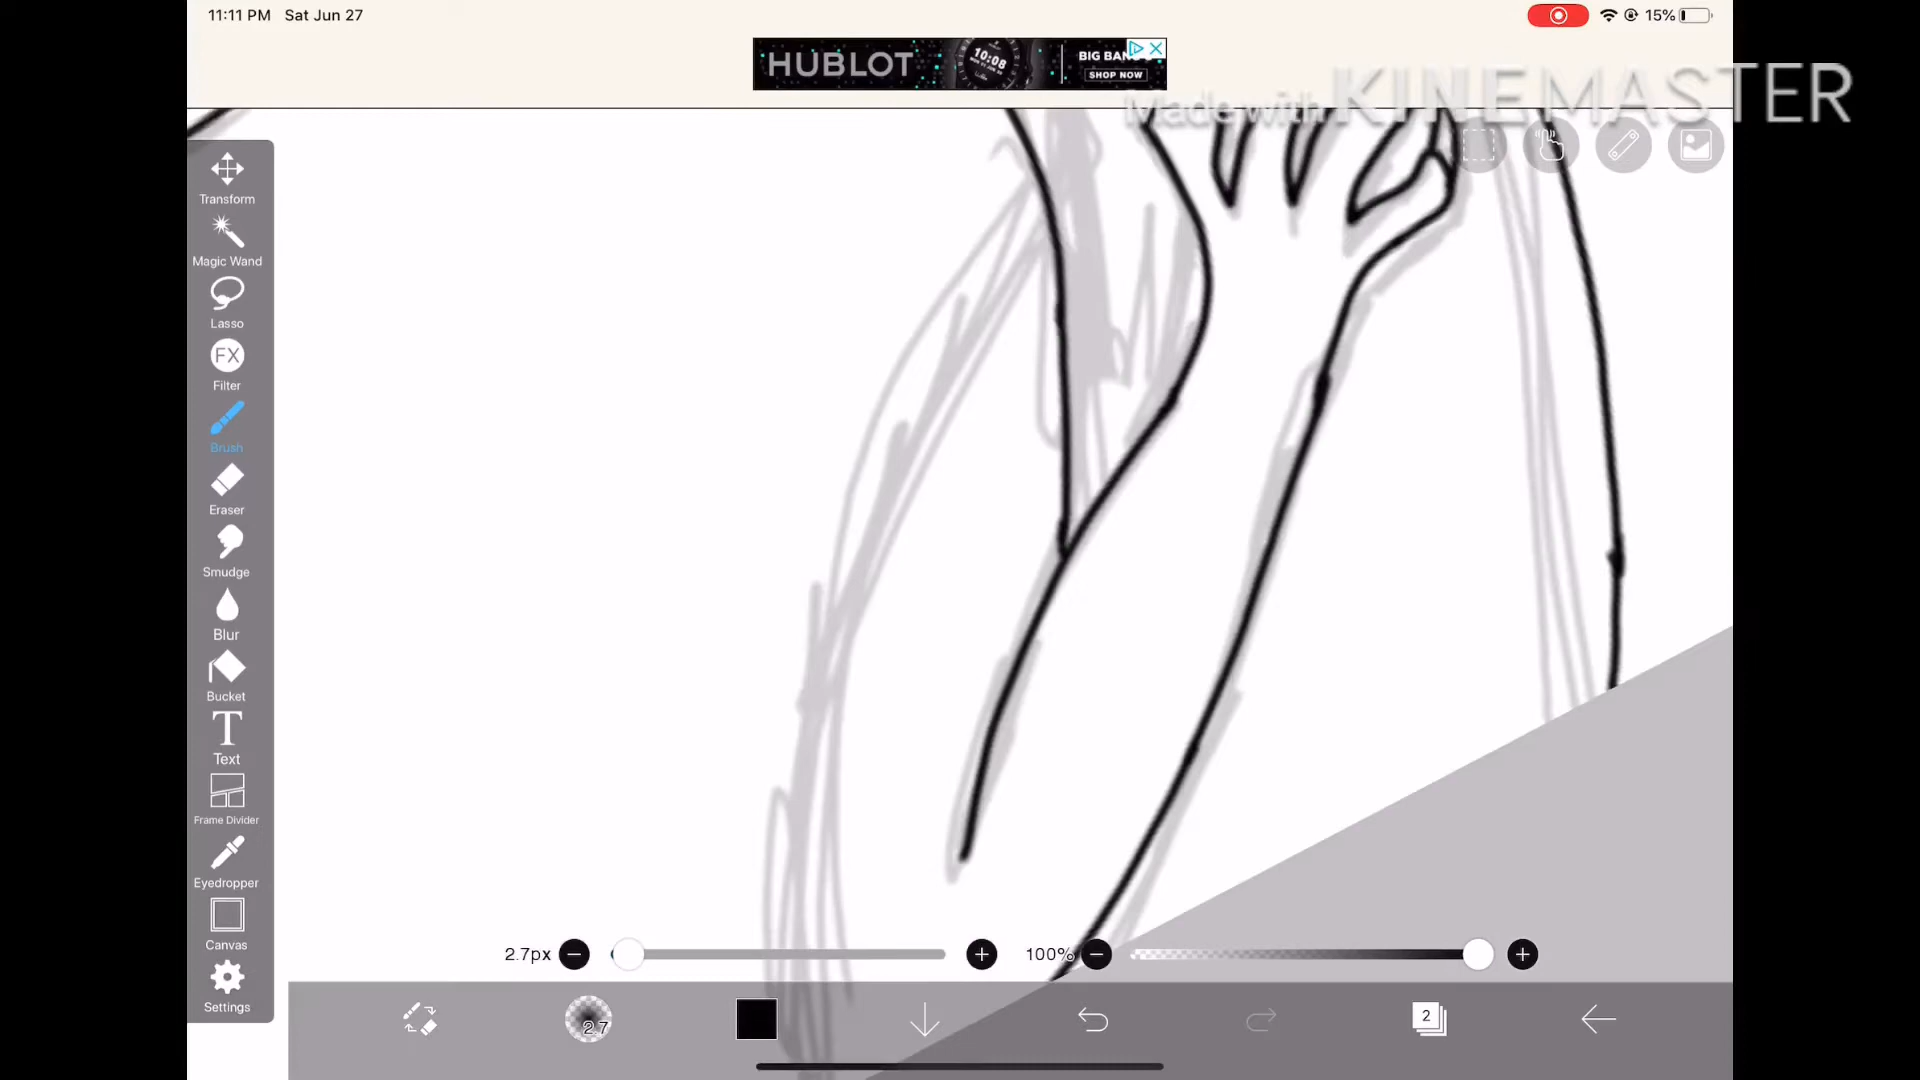 11:11 PM Sat Jun 27
15%
HUBLOT
10:08
BIG BANG
SHOP NOW
Made with KINEMASTER
Transform
Magic Wand
Lasso
FX
Filter
Brush
Eraser
Smudge
Blur
Bucket
T
Text
Frame Divider
Eyedropper
Canvas
Settings
2.7px
100%
2.7
2